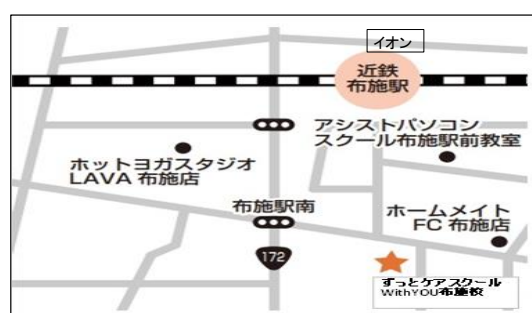 イオン
近鉄
布施駅
アシストパソコン
スクール布施駅前教室
ホットヨガスタジオ
LAVA 布施店
布施駅南
ホームメイト
FC 布施店
172
ずっとケアスクール
WithYOU布施校